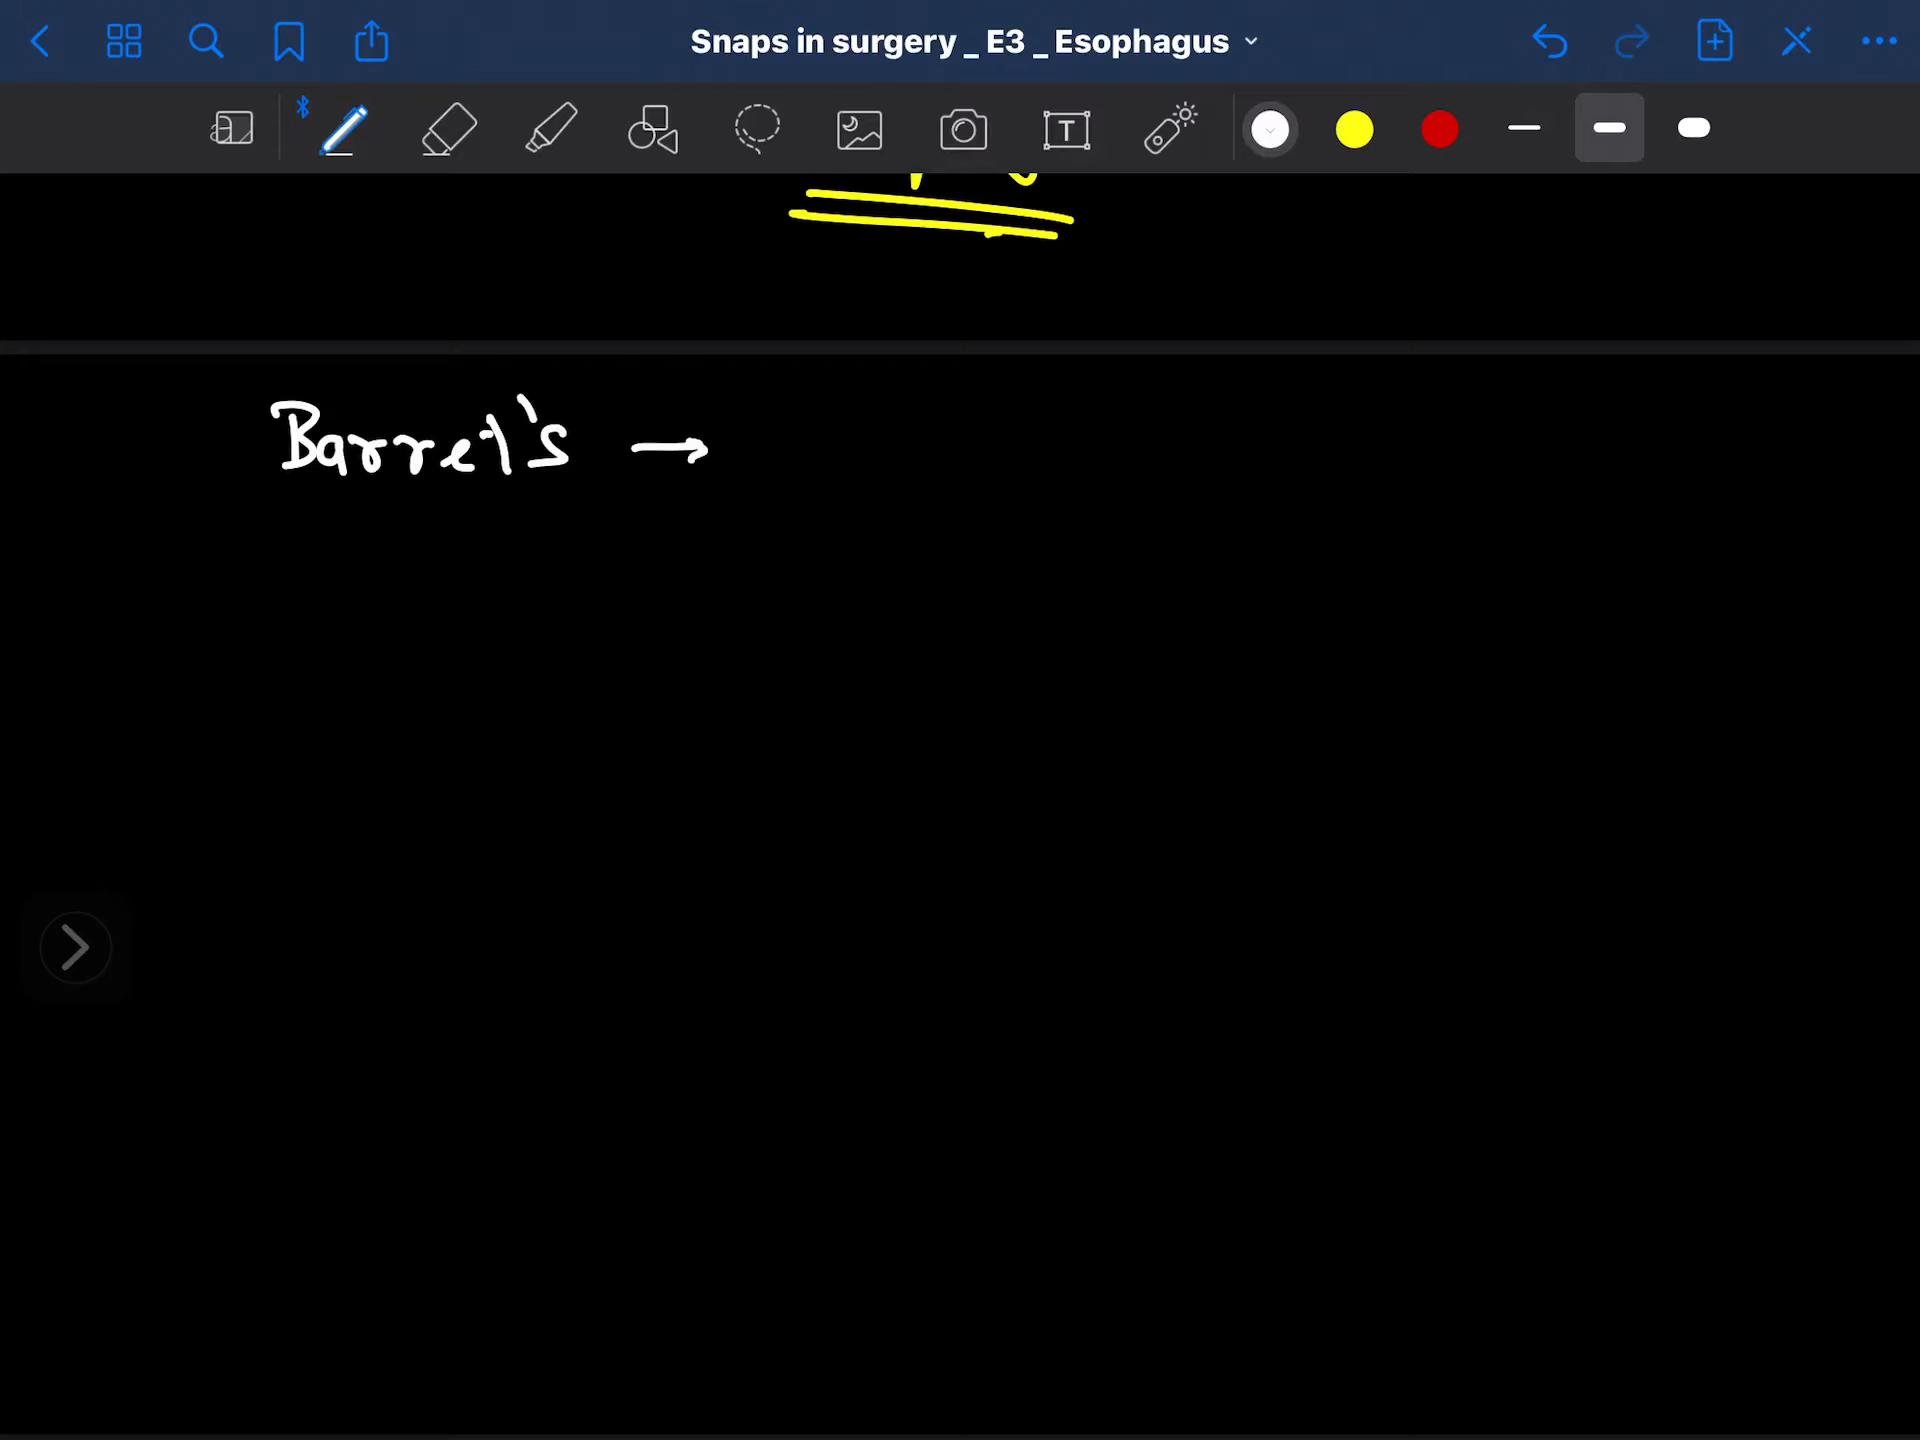 Snaps in surgery _ E3 _ Esophagus
T
Barret's →